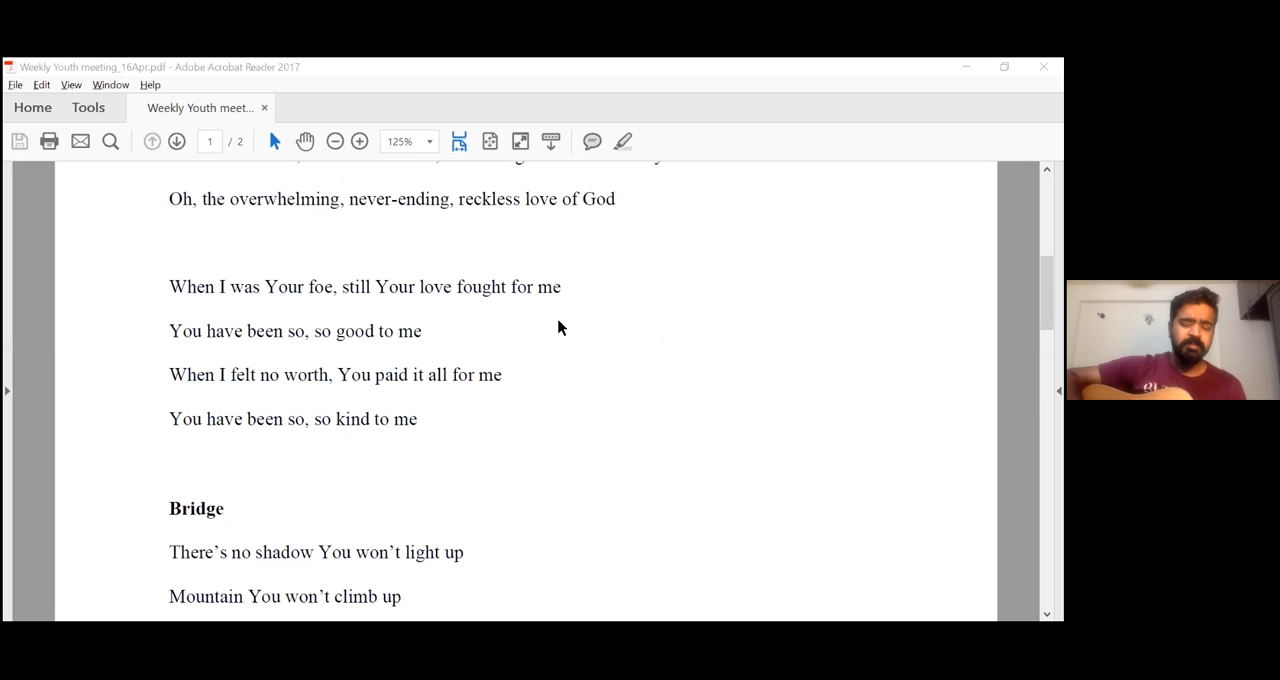 Weekly Youth meeting_16Apr.pdf - Adobe Acrobat Reader 2017
File Edit View Window Help
Home Tools Weekly Youth meet... ×
1 / 2 125%
Oh, the overwhelming, never-ending, reckless love of God
When I was Your foe, still Your love fought for me
You have been so, so good to me
When I felt no worth, You paid it all for me
You have been so, so kind to me
Bridge
There’s no shadow You won’t light up
Mountain You won’t climb up